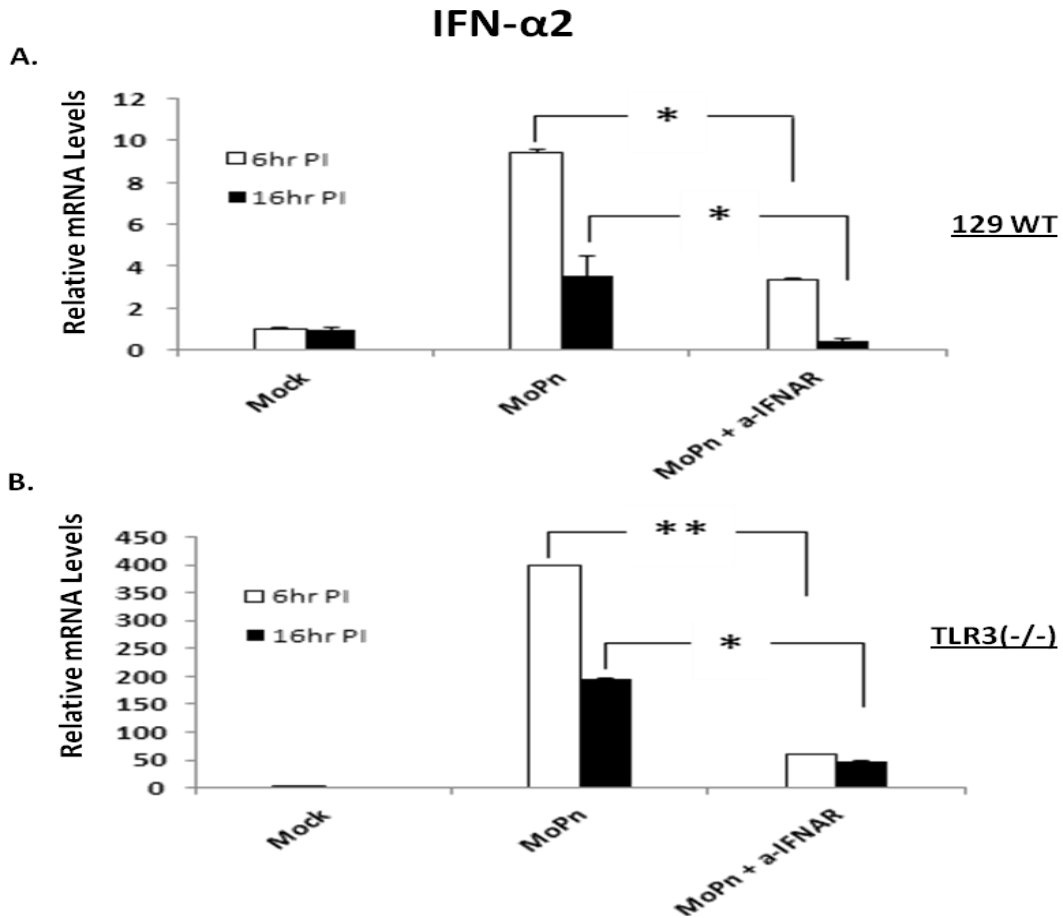 IFN-α2
A.
Relative mRNA Levels
12
10
8
6
4
2
0
6hr PI
16hr PI
*
*
129 WT
Mock
MoPn
MoPn + a-IFNAR
B.
Relative mRNA Levels
450
400
350
300
250
200
150
100
50
0
6hr PI
16hr PI
**
*
TLR3(-/-)
Mock
MoPn
MoPn + a-IFNAR